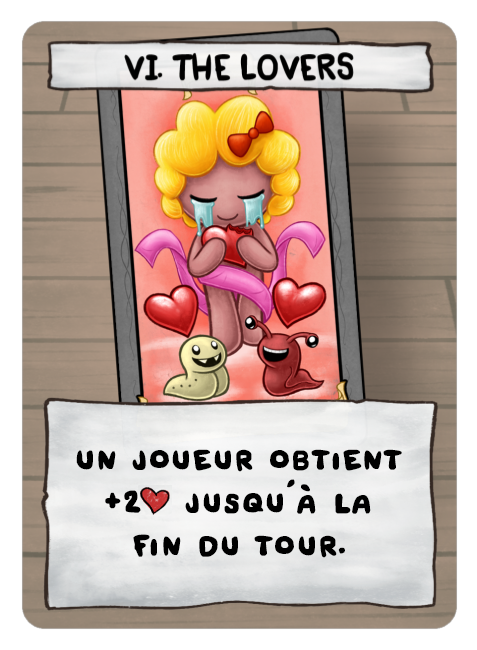 VI. THE LOVERS
UN JOUEUR OBTIENT
+2❤ JUSQU'À LA
FIN DU TOUR.